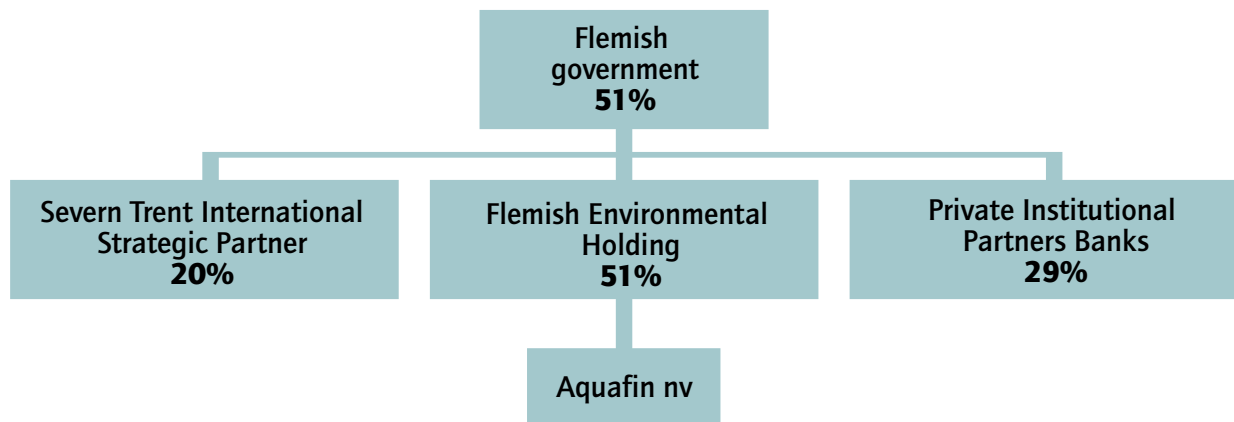 Flemish
government
51%
Severn Trent International
Strategic Partner
20%
Flemish Environmental
Holding
51%
Private Institutional
Partners Banks
29%
Aquafin nv